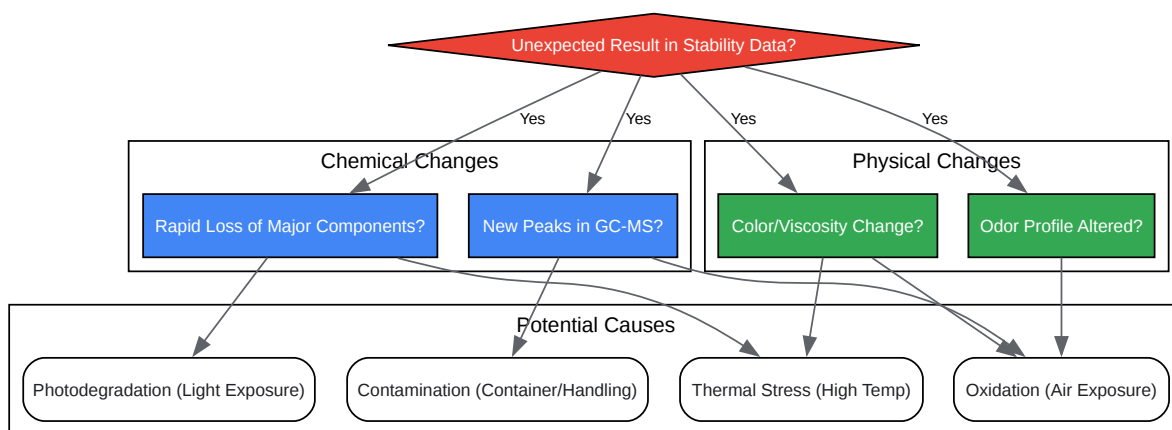 Unexpected Result in Stability Data?
Yes
Yes
Yes
Yes
Chemical Changes
Physical Changes
Rapid Loss of Major Components?
New Peaks in GC-MS?
Color/Viscosity Change?
Odor Profile Altered?
Potential Causes
Photodegradation (Light Exposure)
Contamination (Container/Handling)
Thermal Stress (High Temp)
Oxidation (Air Exposure)